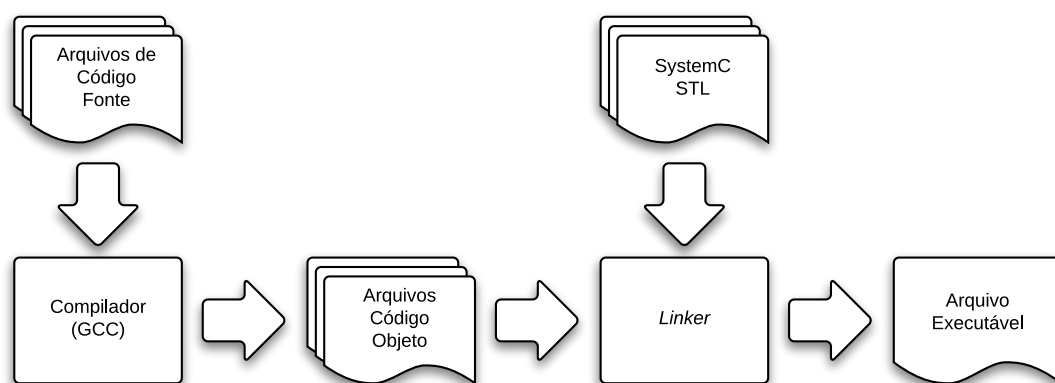 Arquivos de
Código
Fonte
SystemC
STL
Compilador
(GCC)
Arquivos
Código
Objeto
Linker
Arquivo
Executável